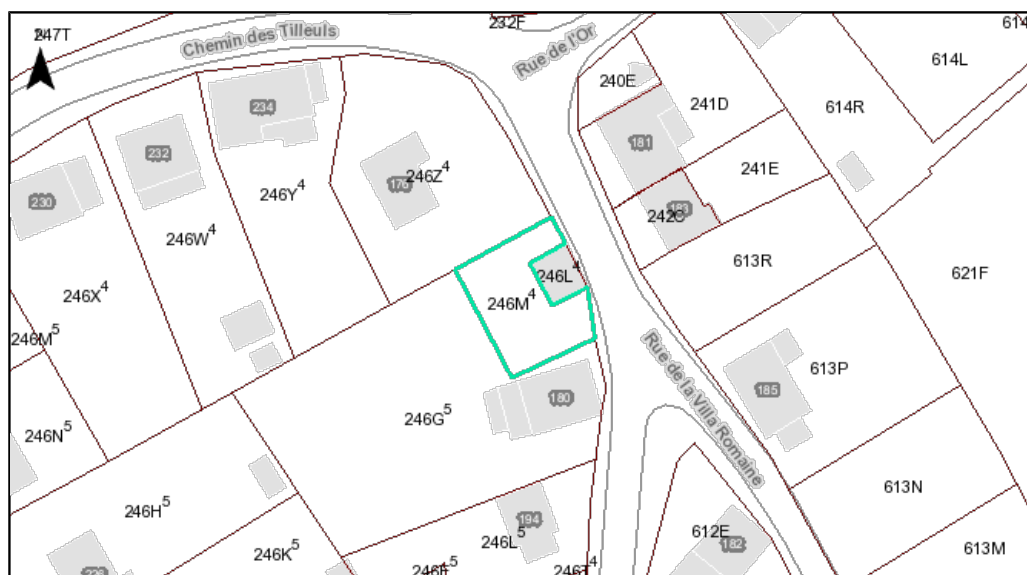 247T
N
Chemin des Tilleuls
232F
Rue de l'Or
614L
240E
241D
614R
234
232
181
241E
176
246Z⁴
246Y⁴
230
183
242C
246W⁴
613R
621F
246X⁴
246L⁴
246M⁴
246M⁵
Rue de la Villa Romaine
613P
185
180
246G⁵
246N⁵
613N
246H⁵
194
246L⁵
612E
182
246K⁵
613M